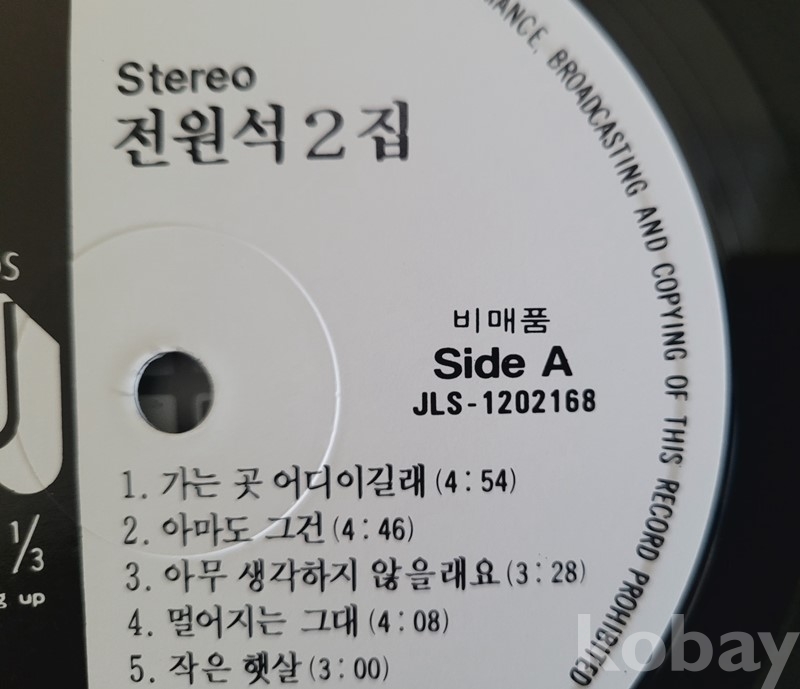 Stereo
전원석 2 집
BROADCASTING AND COPYING OF THIS RECORD PROHIBITED
비매품
Side A
JLS-1202168
1. 가는 곳 어디이길래 (4 : 54)
2. 아마도 그건 (4 : 46)
3. 아무 생각하지 않을래요 (3 : 28)
4. 멀어지는 그대 (4 : 08)
5. 작은 햇살 (3 : 00)
1/3
up
kobay